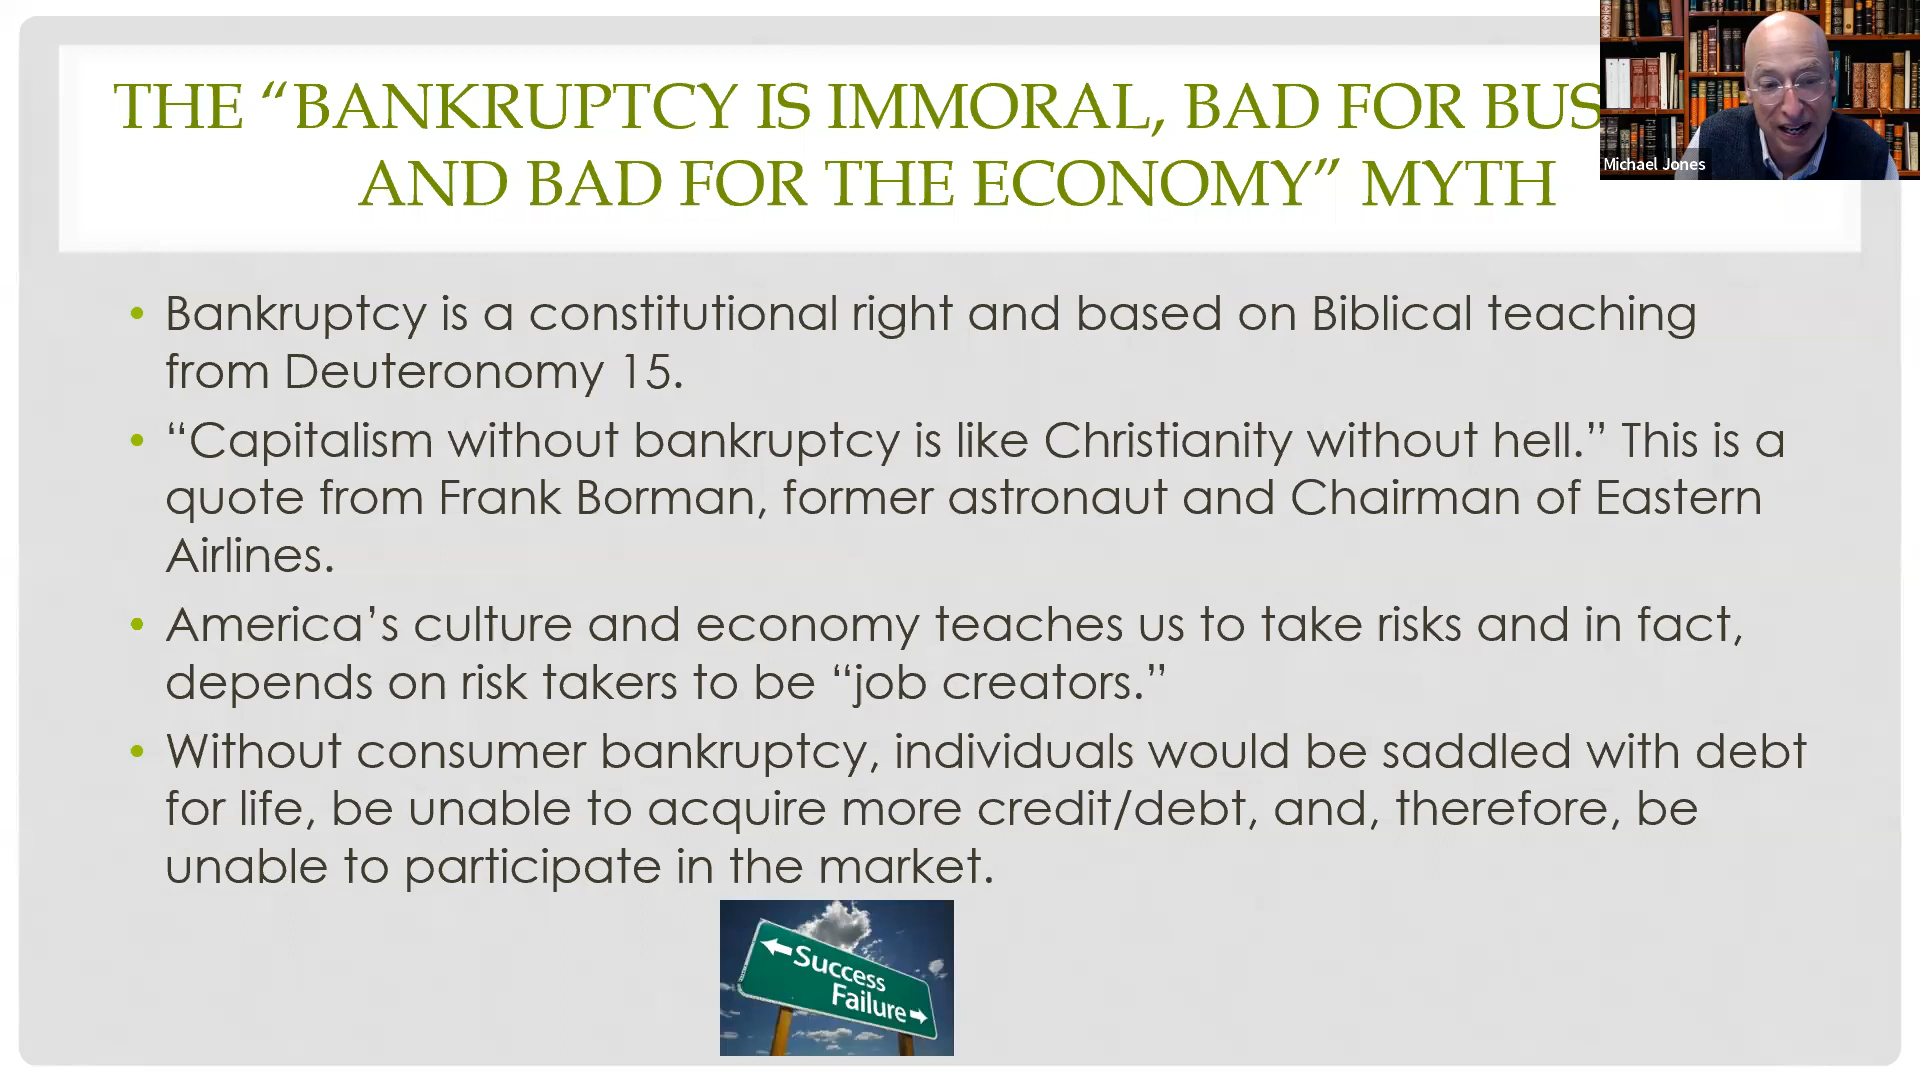 THE “BANKRUPTCY IS IMMORAL, BAD FOR BUS
AND BAD FOR THE ECONOMY” MYTH
Michael Jones
• Bankruptcy is a constitutional right and based on Biblical teaching
from Deuteronomy 15.
• “Capitalism without bankruptcy is like Christianity without hell.” This is a
quote from Frank Borman, former astronaut and Chairman of Eastern
Airlines.
• America’s culture and economy teaches us to take risks and in fact,
depends on risk takers to be “job creators.”
• Without consumer bankruptcy, individuals would be saddled with debt
for life, be unable to acquire more credit/debt, and, therefore, be
unable to participate in the market.
Success
Failure